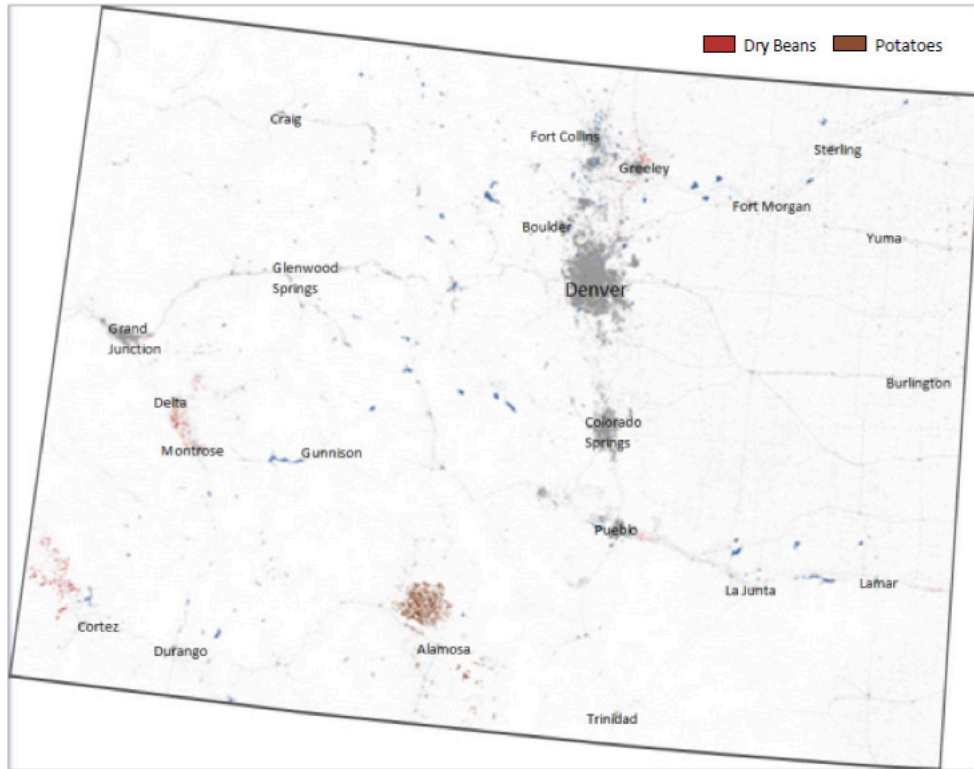 Dry Beans
Potatoes
Craig
Fort Collins
Sterling
Greeley
Fort Morgan
Boulder
Yuma
Glenwood
Springs
Denver
Grand
Junction
Burlington
Delta
Colorado
Springs
Montrose
Gunnison
Pueblo
La Junta
Lamar
Cortez
Durango
Alamosa
Trinidad